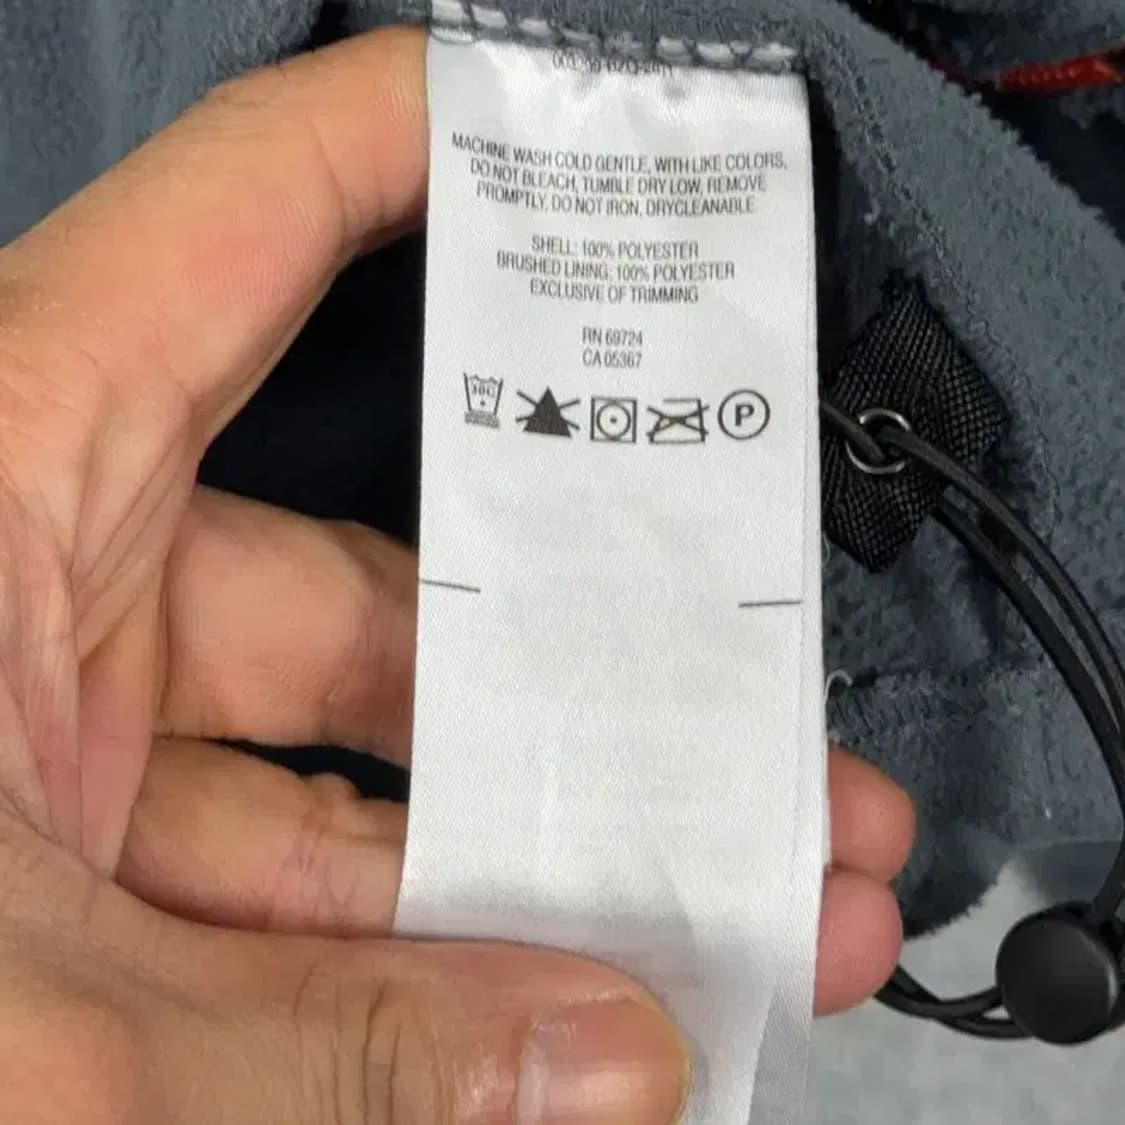 MACHINE WASH COLD GENTLE, WITH LIKE COLORS,
DO NOT BLEACH, TUMBLE DRY LOW, REMOVE
PROMPTLY, DO NOT IRON, DRYCLEANABLE
SHELL: 100% POLYESTER
BRUSHED LINING: 100% POLYESTER
EXCLUSIVE OF TRIMMING
RN 69724
CA 05367
30C
P